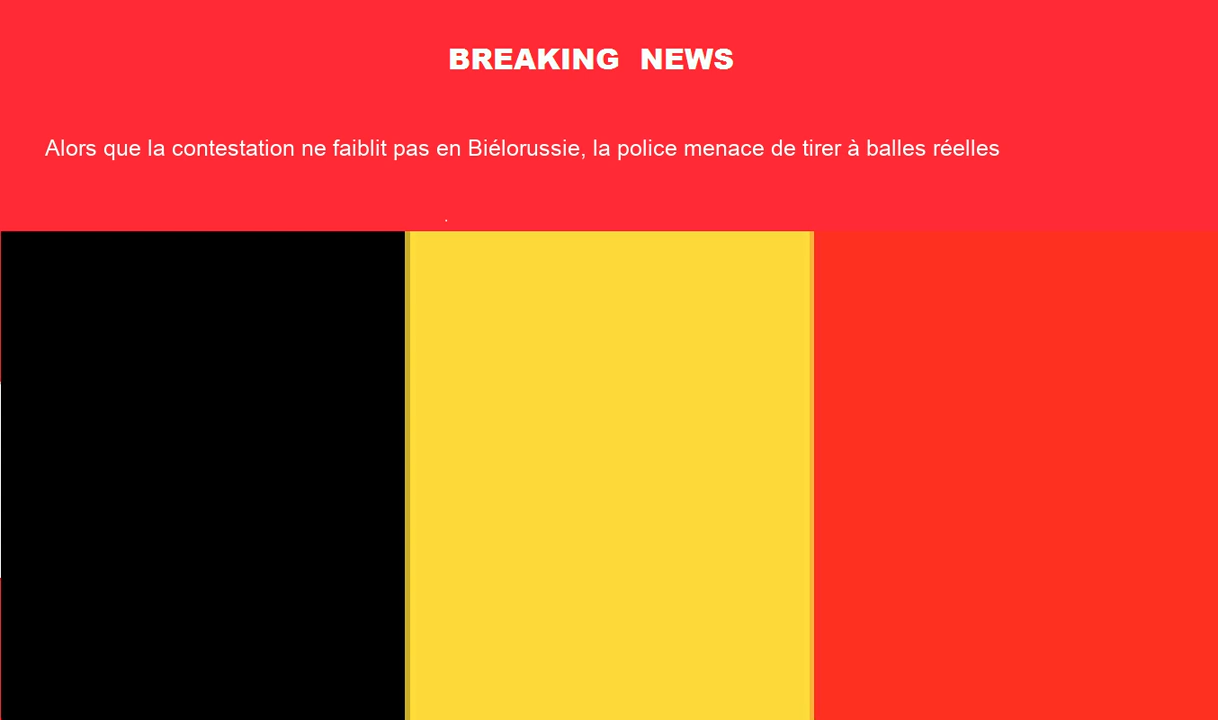 BREAKING NEWS
Alors que la contestation ne faiblit pas en Biélorussie, la police menace de tirer à balles réelles
.